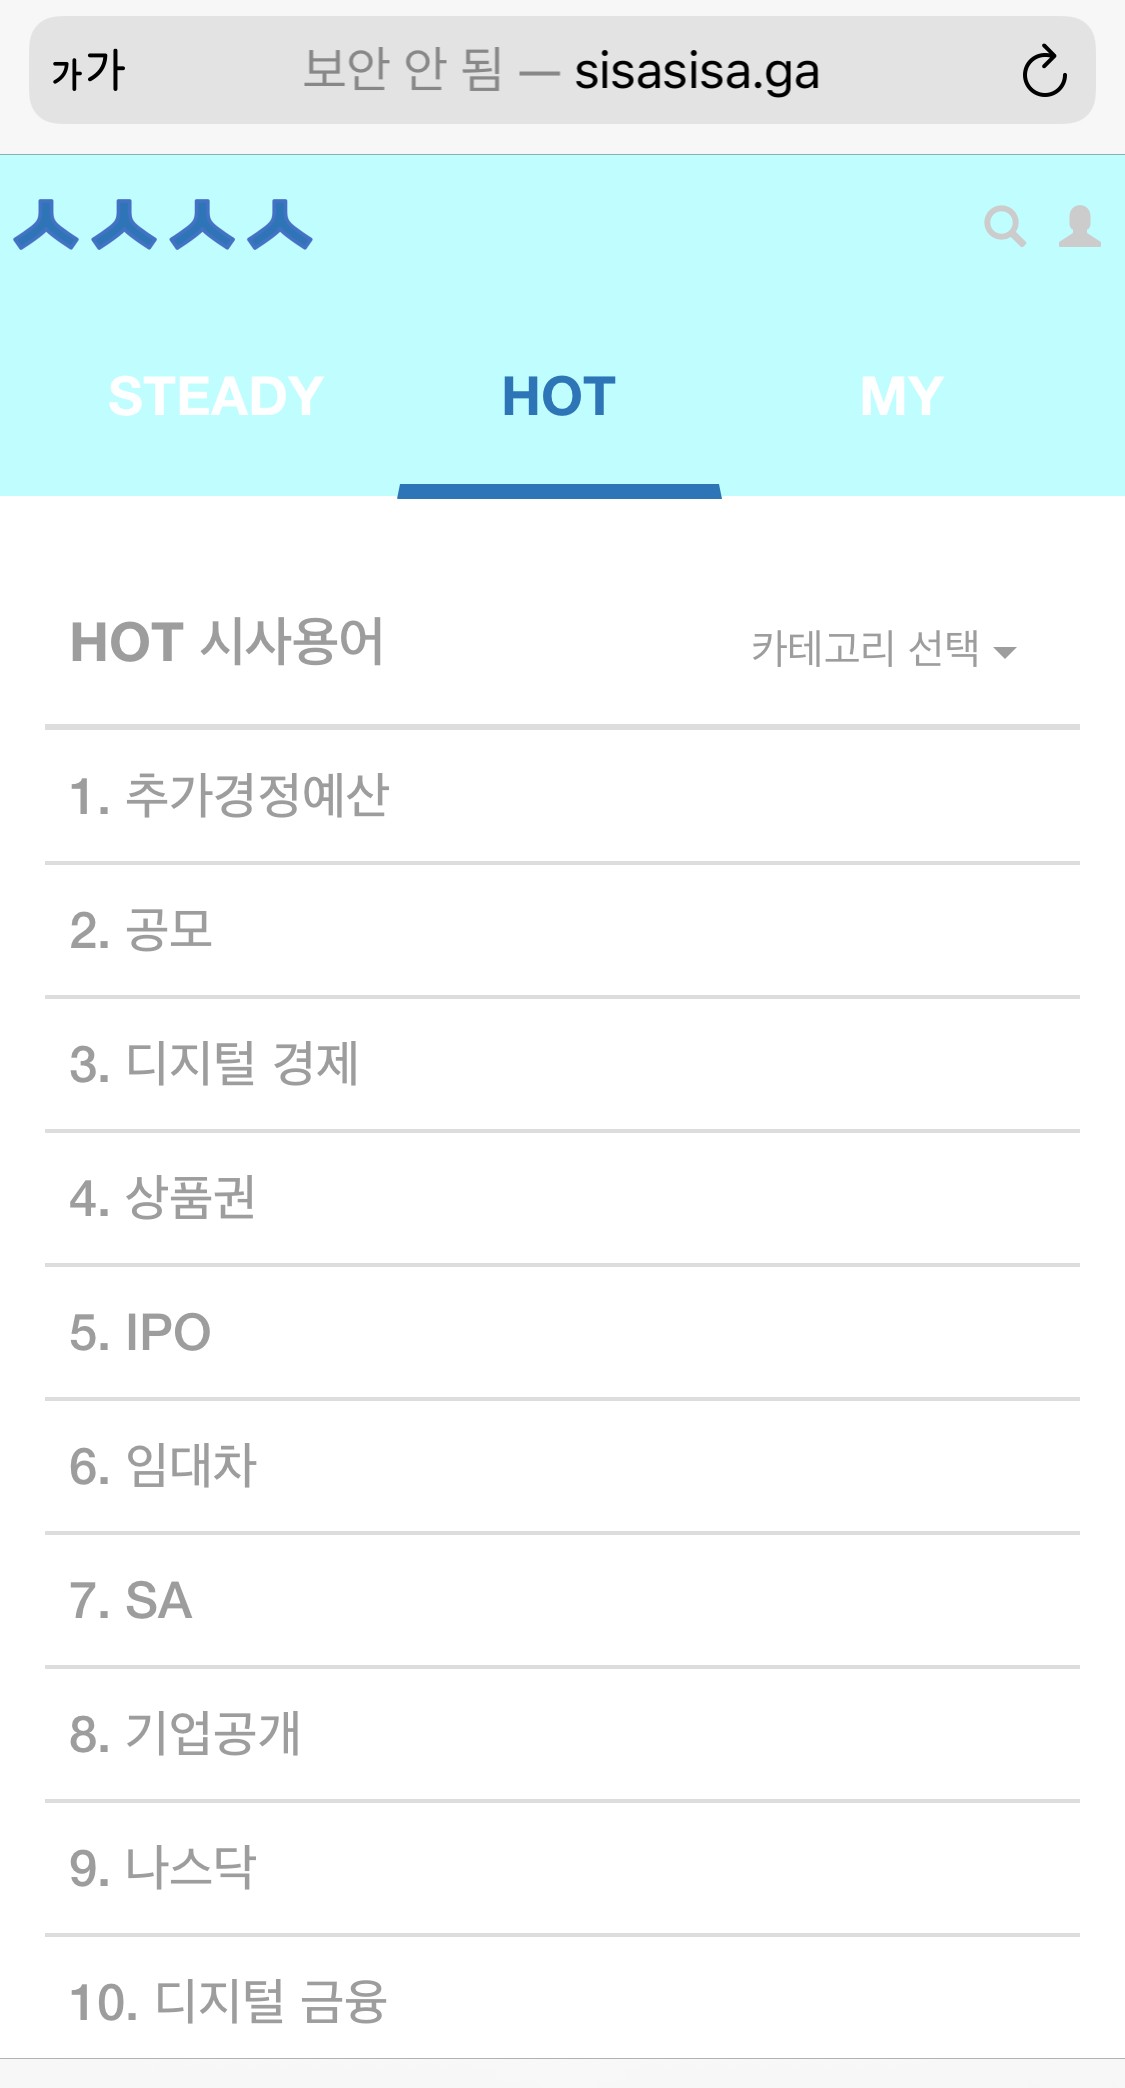 가가 보안 안 됨 — sisasisa.ga
ㅅㅅㅅㅅ
STEADY HOT MY
HOT 시사용어 카테고리 선택
1. 추가경정예산
2. 공모
3. 디지털 경제
4. 상품권
5. IPO
6. 임대차
7. SA
8. 기업공개
9. 나스닥
10. 디지털 금융